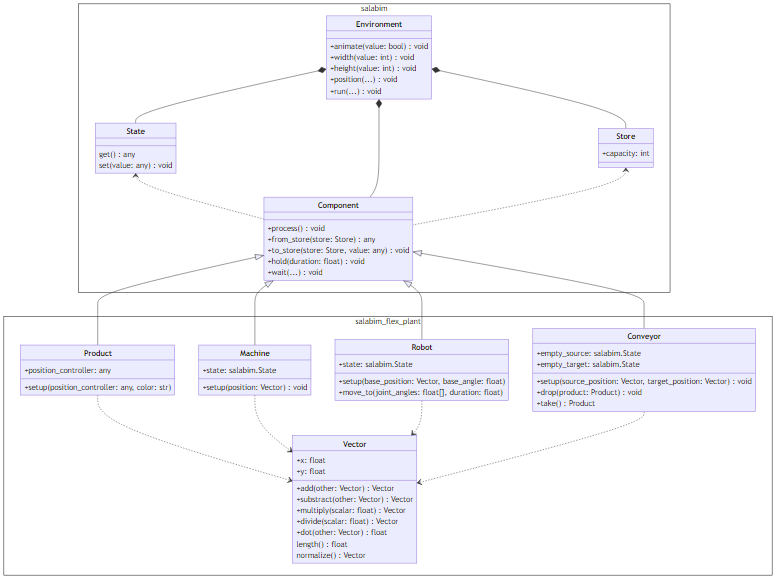 salabim
Environment
+animate(value: bool) : void
+width(value: int) : void
+height(value: int) : void
+position(...) : void
+run(...) : void
State
get() : any
set(value: any) : void
Store
+capacity: int
Component
+process() : void
+from_store(store: Store) : any
+to_store(store: Store, value: any) : void
+hold(duration: float) : void
+wait(...) : void
salabim_flex_plant
Product
+position_controller: any
+setup(position_controller: any, color: str)
Machine
+state: salabim.State
+setup(position: Vector) : void
Robot
+state: salabim.State
+setup(base_position: Vector, base_angle: float)
+move_to(joint_angles: float[], duration: float)
Conveyor
+empty_source: salabim.State
+empty_target: salabim.State
+setup(source_position: Vector, target_position: Vector) : void
+drop(product: Product) : void
+take() : Product
Vector
+x: float
+y: float
+add(other: Vector) : Vector
+substract(other: Vector) : Vector
+multiply(scalar: float) : Vector
+divide(scalar: float) : Vector
+dot(other: Vector) : float
length() : float
normalize() : Vector